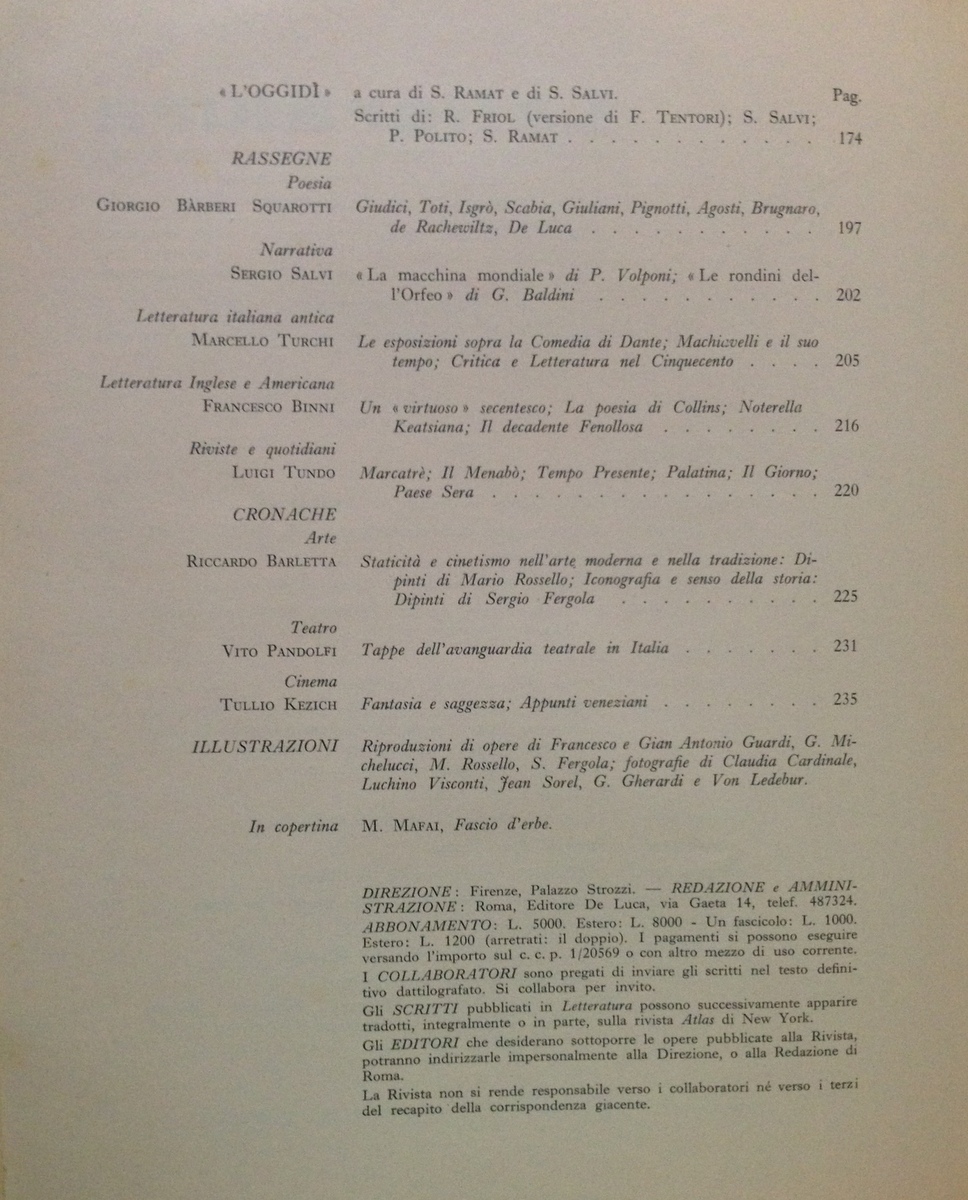 « L'OGGIDÌ » a cura di S. RAMAT e di S. SALVI. Pag.
Scritti di: R. FRIOL (versione di F. TENTORI); S. SALVI;
P. POLITO; S. RAMAT . . . . . . . . . . . . . 174
RASSEGNE
Poesia
GIORGIO BÀRBERI SQUAROTTI Giudici, Toti, Isgrò, Scabia, Giuliani, Pignotti, Agosti, Brugnaro,
de Rachewiltz, De Luca . . . . . . . . . . . 197
Narrativa
SERGIO SALVI « La macchina mondiale » di P. Volponi; « Le rondini del-
l'Orfeo » di G. Baldini . . . . . . . . . . . 202
Letteratura italiana antica
MARCELLO TURCHI Le esposizioni sopra la Comedia di Dante; Machiavelli e il suo
tempo; Critica e Letteratura nel Cinquecento . . . . 205
Letteratura Inglese e Americana
FRANCESCO BINNI Un « virtuoso » secentesco; La poesia di Collins; Noterella
Keatsiana; Il decadente Fenollosa . . . . . . . . 216
Riviste e quotidiani
LUIGI TUNDO Marcatrè; Il Menabò; Tempo Presente; Palatina; Il Giorno;
Paese Sera . . . . . . . . . . . . . . . . 220
CRONACHE
Arte
RICCARDO BARLETTA Staticità e cinetismo nell'arte moderna e nella tradizione: Di-
pinti di Mario Rossello; Iconografia e senso della storia:
Dipinti di Sergio Fergola . . . . . . . . . . 225
Teatro
VITO PANDOLFI Tappe dell'avanguardia teatrale in Italia . . . . . . . 231
Cinema
TULLIO KEZICH Fantasia e saggezza; Appunti veneziani . . . . . . . . 235
ILLUSTRAZIONI Riproduzioni di opere di Francesco e Gian Antonio Guardi, G. Mi-
chelucci, M. Rossello, S. Fergola; fotografie di Claudia Cardinale,
Luchino Visconti, Jean Sorel, G. Gherardi e Von Ledebur.
In copertina M. MAFAI, Fascio d'erbe.
DIREZIONE: Firenze, Palazzo Strozzi. — REDAZIONE e AMMINI-
STRAZIONE: Roma, Editore De Luca, via Gaeta 14, telef. 487324.
ABBONAMENTO: L. 5000. Estero: L. 8000 - Un fascicolo: L. 1000.
Estero: L. 1200 (arretrati: il doppio). I pagamenti si possono eseguire
versando l'importo sul c. c. p. 1/20569 o con altro mezzo di uso corrente.
I COLLABORATORI sono pregati di inviare gli scritti nel testo defini-
tivo dattilografato. Si collabora per invito.
Gli SCRITTI pubblicati in Letteratura possono successivamente apparire
tradotti, integralmente o in parte, sulla rivista Atlas di New York.
Gli EDITORI che desiderano sottoporre le opere pubblicate alla Rivista,
potranno indirizzarle impersonalmente alla Direzione, o alla Redazione di
Roma.
La Rivista non si rende responsabile verso i collaboratori né verso i terzi
del recapito della corrispondenza giacente.